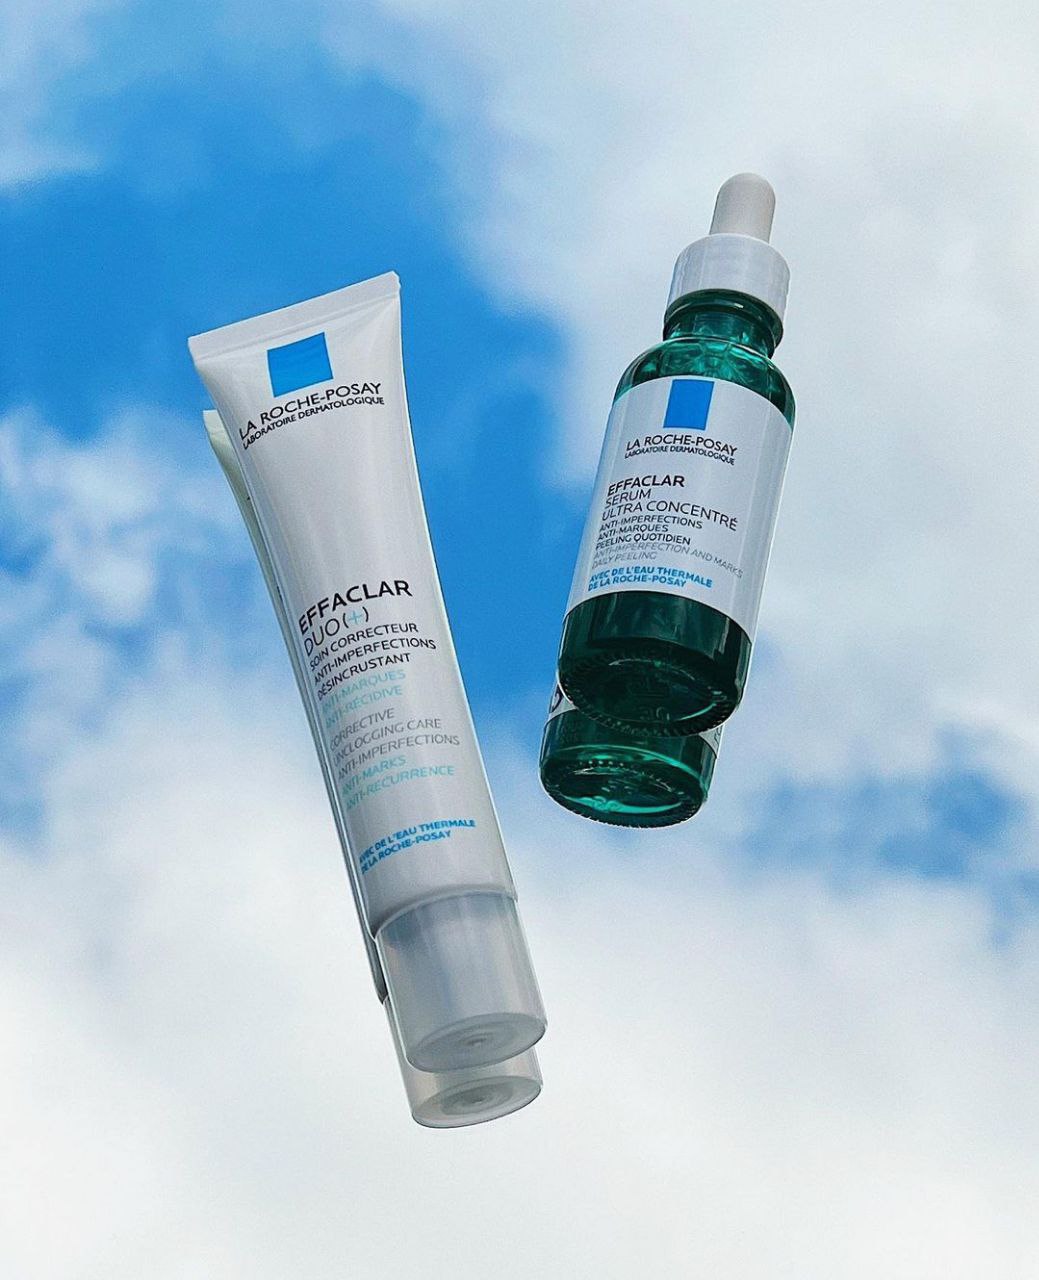 LA ROCHE-POSAY
LABORATOIRE DERMATOLOGIQUE
EFFACLAR
DUO(+)
SOIN CORRECTEUR
ANTI-IMPERFECTIONS
DÉSINCRUSTANT
ANTI-MARQUES
ANTI-RECIDIVE
CORRECTIVE
UNCLOGGING CARE
ANTI-IMPERFECTIONS
ANTI-MARKS
ANTI-RECURRENCE
AVEC DE L'EAU THERMALE
DE LA ROCHE-POSAY
LA ROCHE-POSAY
LABORATOIRE DERMATOLOGIQUE
EFFACLAR
SERUM
ULTRA CONCENTRÉ
ANTI-IMPERFECTIONS
ANTI-MARQUES
PEELING QUOTIDIEN
ANTI-IMPERFECTION AND MARKS
DAILY PEELING
AVEC DE L'EAU THERMALE
DE LA ROCHE-POSAY